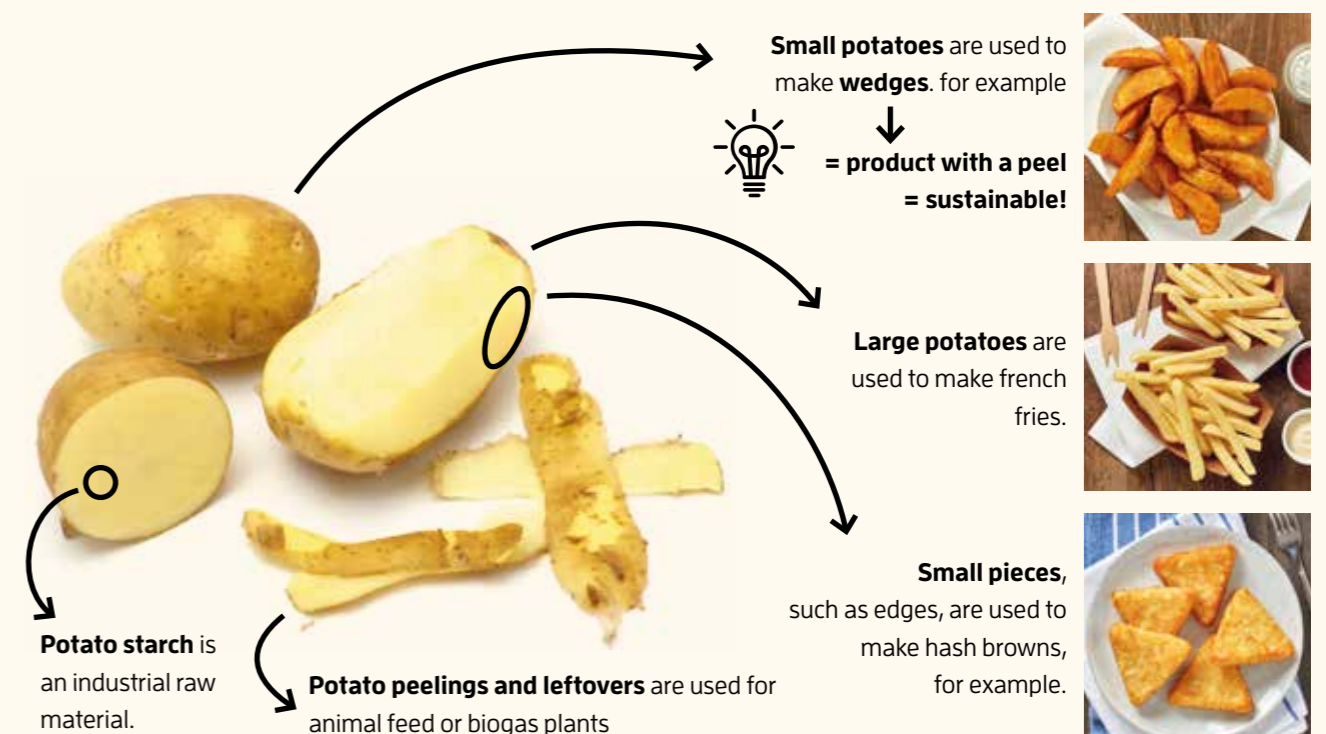 Small potatoes are used to
make wedges. for example
= product with a peel
= sustainable!
Large potatoes are
used to make french
fries.
Small pieces,
such as edges, are used to
make hash browns,
for example.
Potato starch is
an industrial raw
material.
Potato peelings and leftovers are used for
animal feed or biogas plants